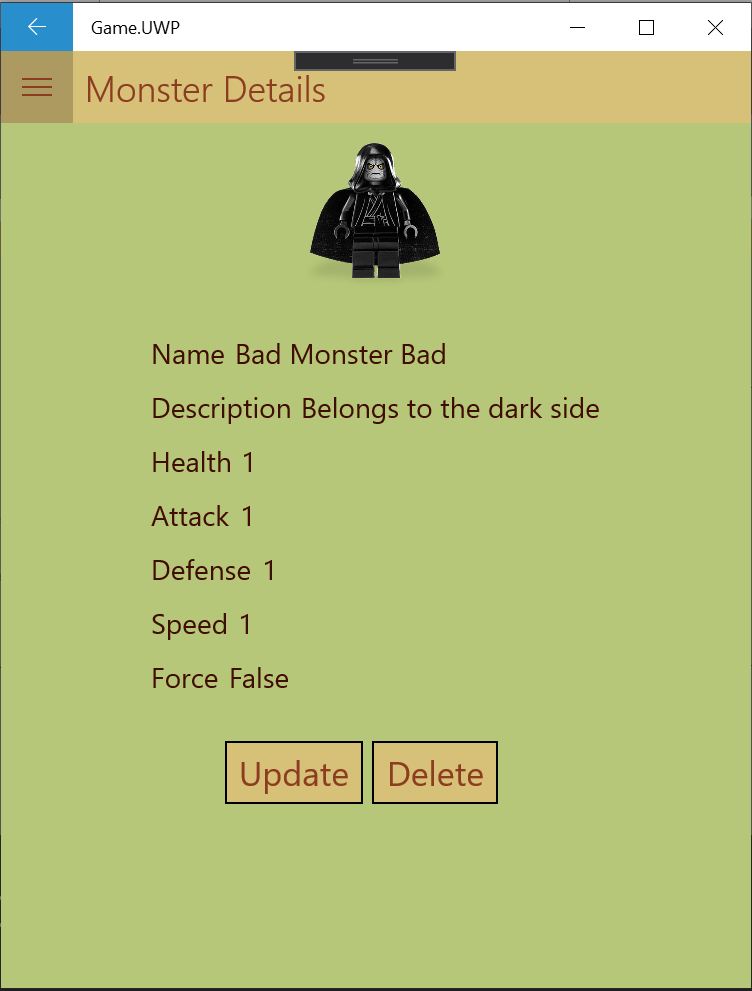 Game.UWP
Monster Details
Name Bad Monster Bad
Description Belongs to the dark side
Health 1
Attack 1
Defense 1
Speed 1
Force False
Update Delete